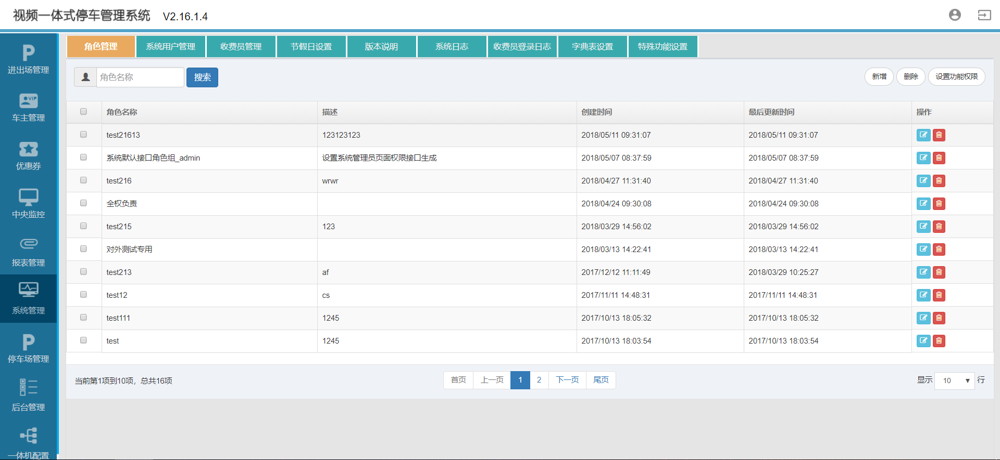 视频一体式停车管理系统 V2.16.1.4
进出场管理
VIP
车主管理
优惠券
中央监控
报表管理
系统管理
停车场管理
后台管理
一体机配置
角色管理 系统用户管理 收费员管理 节假日设置 版本说明 系统日志 收费员登录日志 字典表设置 特殊功能设置
角色名称 搜索 新增 删除 设置功能权限
角色名称 描述 创建时间 最后更新时间 操作
test21613 123123123 2018/05/11 09:31:07 2018/05/11 09:31:07
系统默认接口角色组_admin 设置系统管理员页面权限接口生成 2018/05/07 08:37:59 2018/05/07 08:37:59
test216 wrwr 2018/04/27 11:31:40 2018/04/27 11:31:40
全权负责 2018/04/24 09:30:08 2018/04/24 09:30:08
test215 123 2018/03/29 14:56:02 2018/03/29 14:56:02
对外测试专用 2018/03/13 14:22:41 2018/03/13 14:22:41
test213 af 2017/12/12 11:11:49 2018/03/29 10:25:27
test12 cs 2017/11/11 14:48:31 2017/11/11 14:48:31
test111 1245 2017/10/13 18:05:32 2017/10/13 18:05:32
test 1245 2017/10/13 18:03:54 2017/10/13 18:03:54
当前第1项到10项，总共16项 首页 上一页 1 2 下一页 尾页 显示 10 行